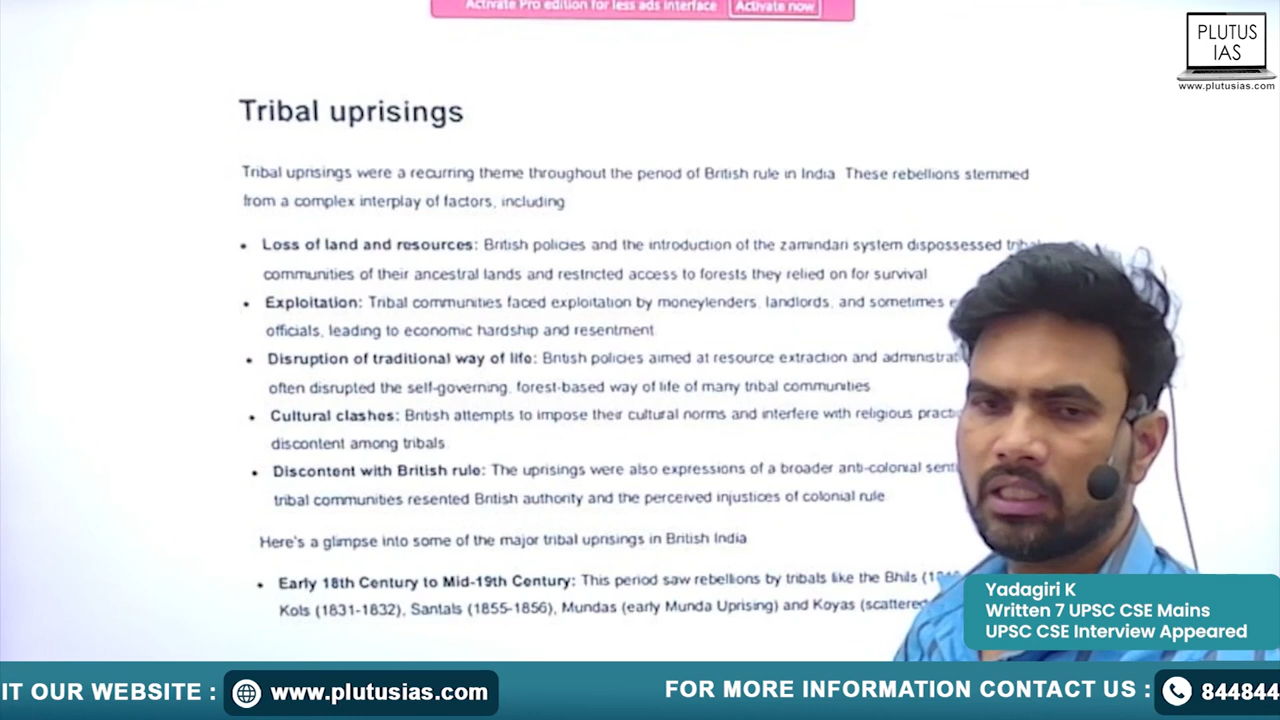 Activate Pro edition for less ads interface Activate now
PLUTUS
IAS
www.plutusias.com
Tribal uprisings
Tribal uprisings were a recurring theme throughout the period of British rule in India. These rebellions stemmed
from a complex interplay of factors, including
• Loss of land and resources: British policies and the introduction of the zamindari system dispossessed
communities of their ancestral lands and restricted access to forests they relied on for survival
• Exploitation: Tribal communities faced exploitation by moneylenders, landlords, and sometimes
officials, leading to economic hardship and resentment
• Disruption of traditional way of life: British policies aimed at resource extraction and
often disrupted the self-governing, forest-based way of life of many tribal communities
• Cultural clashes: British attempts to impose their cultural norms and interfere with religious
discontent among tribals
• Discontent with British rule: The uprisings were also expressions of a broader anti-colonial
tribal communities resented British authority and the perceived injustices of colonial rule
Here's a glimpse into some of the major tribal uprisings in British India
• Early 18th Century to Mid-19th Century: This period saw rebellions by tribals like the Bhils
Kols (1831-1832), Santals (1855-1856), Mundas (early Munda Uprising) and Koyas (scattered
Yadagiri K
Written 7 UPSC CSE Mains
UPSC CSE Interview Appeared
IT OUR WEBSITE : www.plutusias.com FOR MORE INFORMATION CONTACT US : 844844